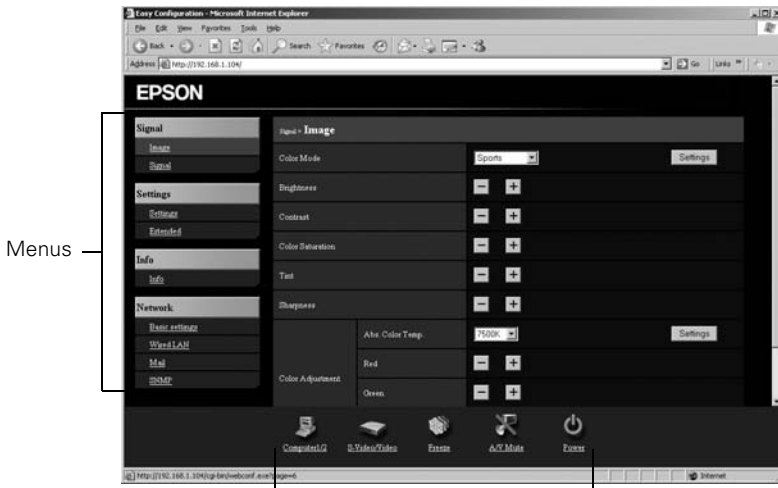 Easy Configuration - Microsoft Internet Explorer
File Edit View Favorites Tools Help
Back Search Favorites
Address http://192.168.1.104/ Go Links »
EPSON
Signal
Image
Signal
Settings
Settings
Extended
Info
Info
Network
Basic settings
Wired LAN
Mail
SNMP
Menus
Signal > Image
Color Mode Sports Settings
Brightness - +
Contrast - +
Color Saturation - +
Tint - +
Sharpness - +
Color Adjustment
Abs. Color Temp. 7500K Settings
Red - +
Green - +
Computer1/2 S-Video/Video Freeze A/V Mute Power
http://192.168.1.104/cgi-bin/webconf.exe?page=6 Internet